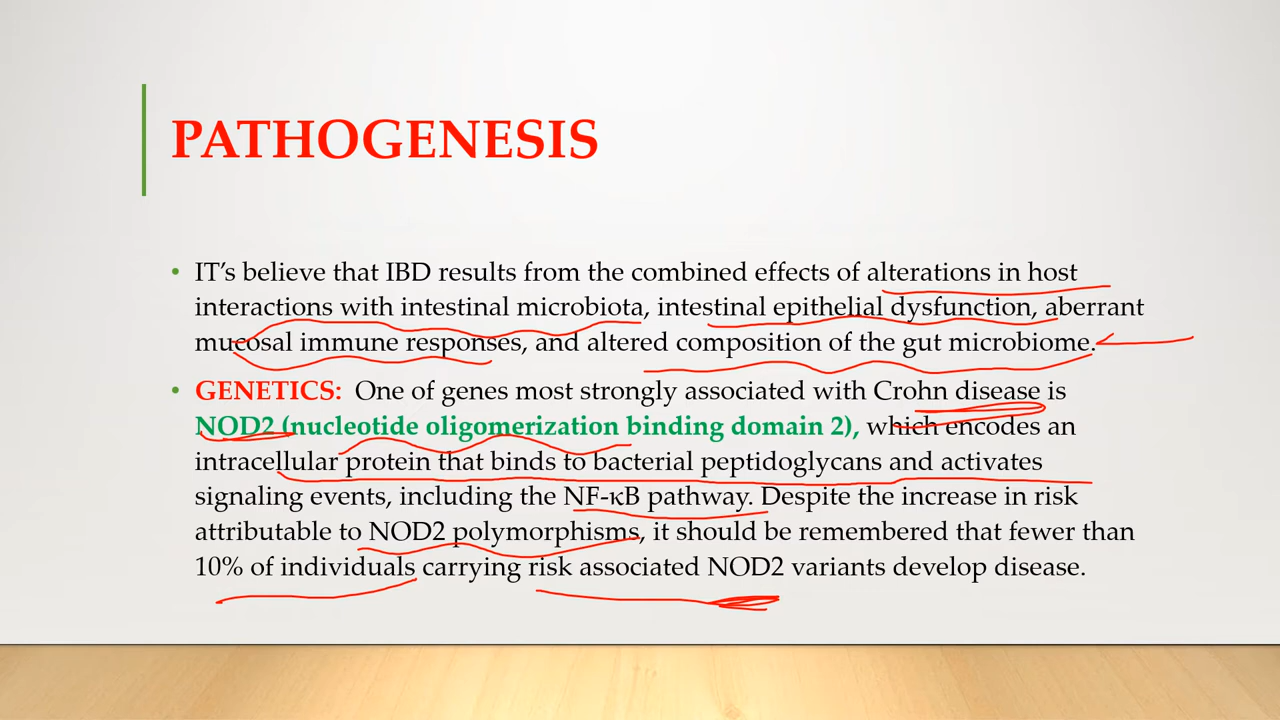 PATHOGENESIS
• IT’s believe that IBD results from the combined effects of alterations in host
interactions with intestinal microbiota, intestinal epithelial dysfunction, aberrant
mucosal immune responses, and altered composition of the gut microbiome.
• GENETICS: One of genes most strongly associated with Crohn disease is
NOD2 (nucleotide oligomerization binding domain 2), which encodes an
intracellular protein that binds to bacterial peptidoglycans and activates
signaling events, including the NF-κB pathway. Despite the increase in risk
attributable to NOD2 polymorphisms, it should be remembered that fewer than
10% of individuals carrying risk associated NOD2 variants develop disease.